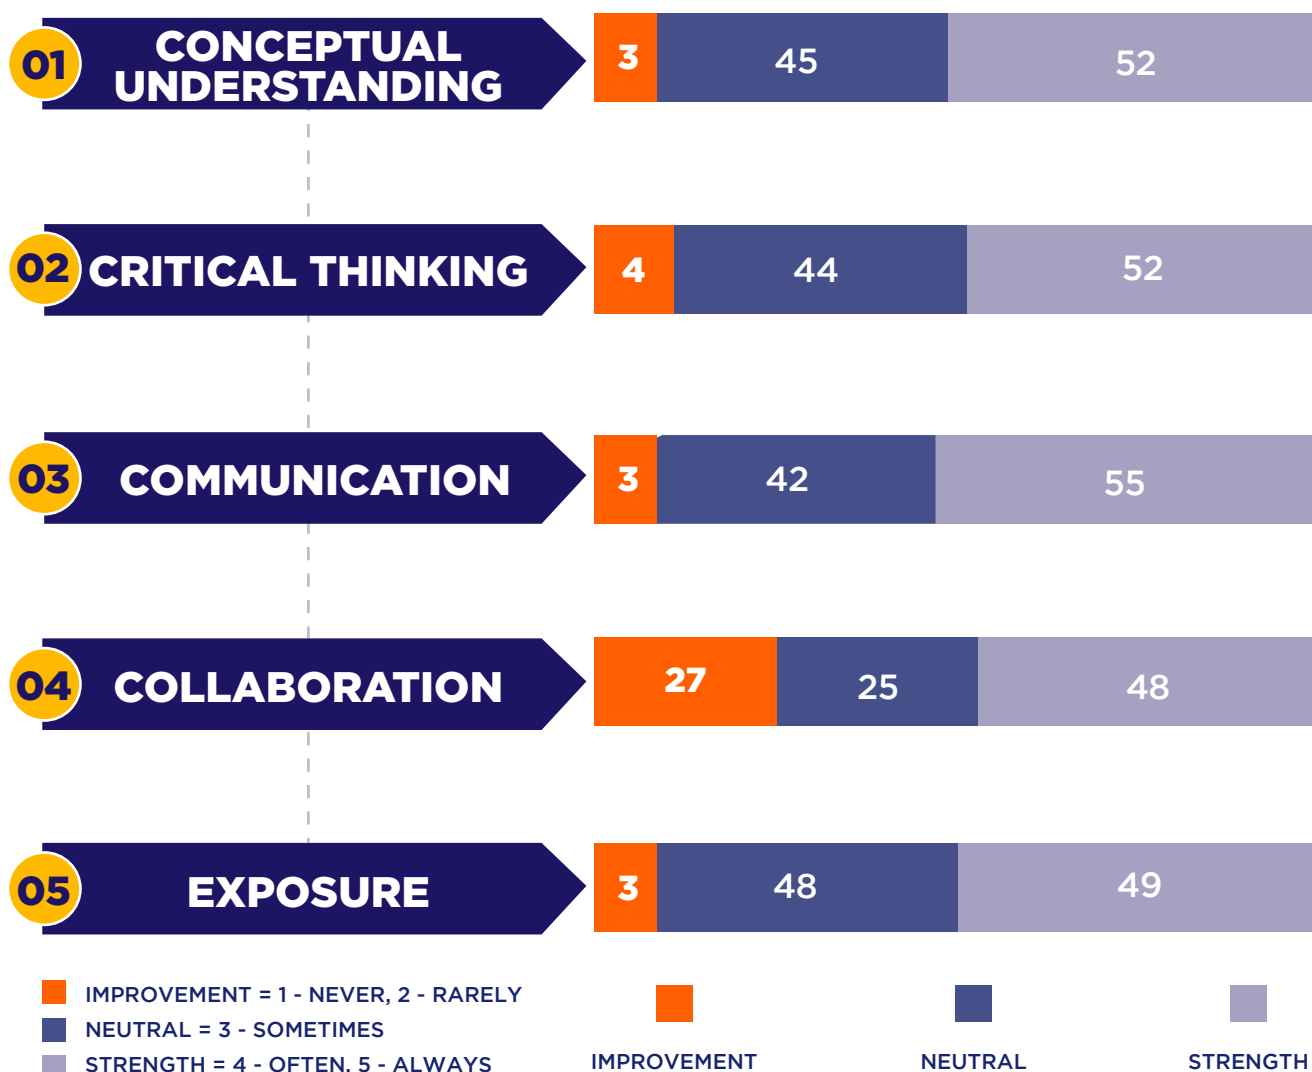 01
CONCEPTUAL
UNDERSTANDING
3 45 52
02
CRITICAL THINKING
4 44 52
03
COMMUNICATION
3 42 55
04
COLLABORATION
27 25 48
05
EXPOSURE
3 48 49
IMPROVEMENT = 1 - NEVER, 2 - RARELY
NEUTRAL = 3 - SOMETIMES
STRENGTH = 4 - OFTEN, 5 - ALWAYS
IMPROVEMENT NEUTRAL STRENGTH